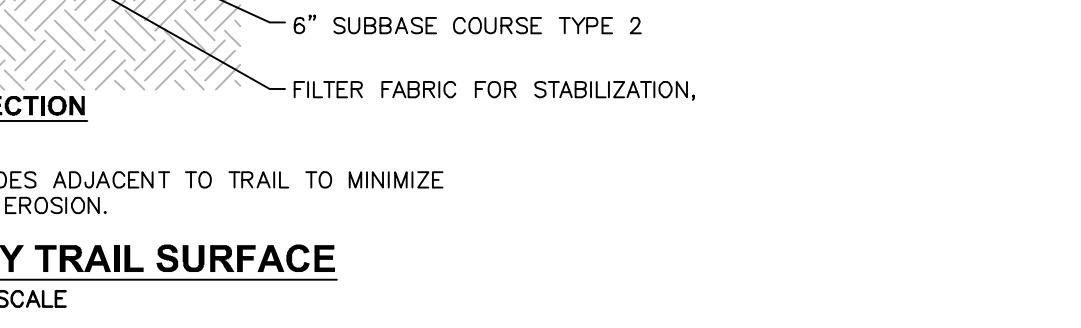 6” SUBBASE COURSE TYPE 2
FILTER FABRIC FOR STABILIZATION,
ECTION
DES ADJACENT TO TRAIL TO MINIMIZE
EROSION.
Y TRAIL SURFACE
SCALE